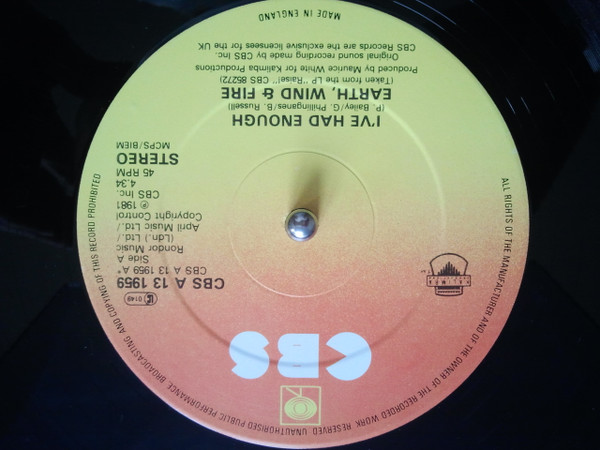 CBS
CBS A 13 1959
K 0149
CBS A 13 1959 A*
Side A
Rondor Music
(Ldn.) Ltd./
April Music Ltd./
Copyright Control
℗ 1981
CBS Inc.
4.34
45 RPM
STEREO
MCPS/BIEM
KALIMBA
I'VE HAD ENOUGH
(P. Bailey/G. Phillinganes/B. Russell)
EARTH, WIND & FIRE
(Taken from the LP "Raise!" CBS 85272)
Produced by Maurice White for Kalimba Productions
Original sound recording made by CBS Inc.
CBS Records are the exclusive licensees for the UK
MADE IN ENGLAND
ALL RIGHTS OF THE MANUFACTURER AND OF THE OWNER OF THE RECORDED WORK RESERVED. UNAUTHORISED PUBLIC PERFORMANCE, BROADCASTING AND COPYING OF THIS RECORD PROHIBITED